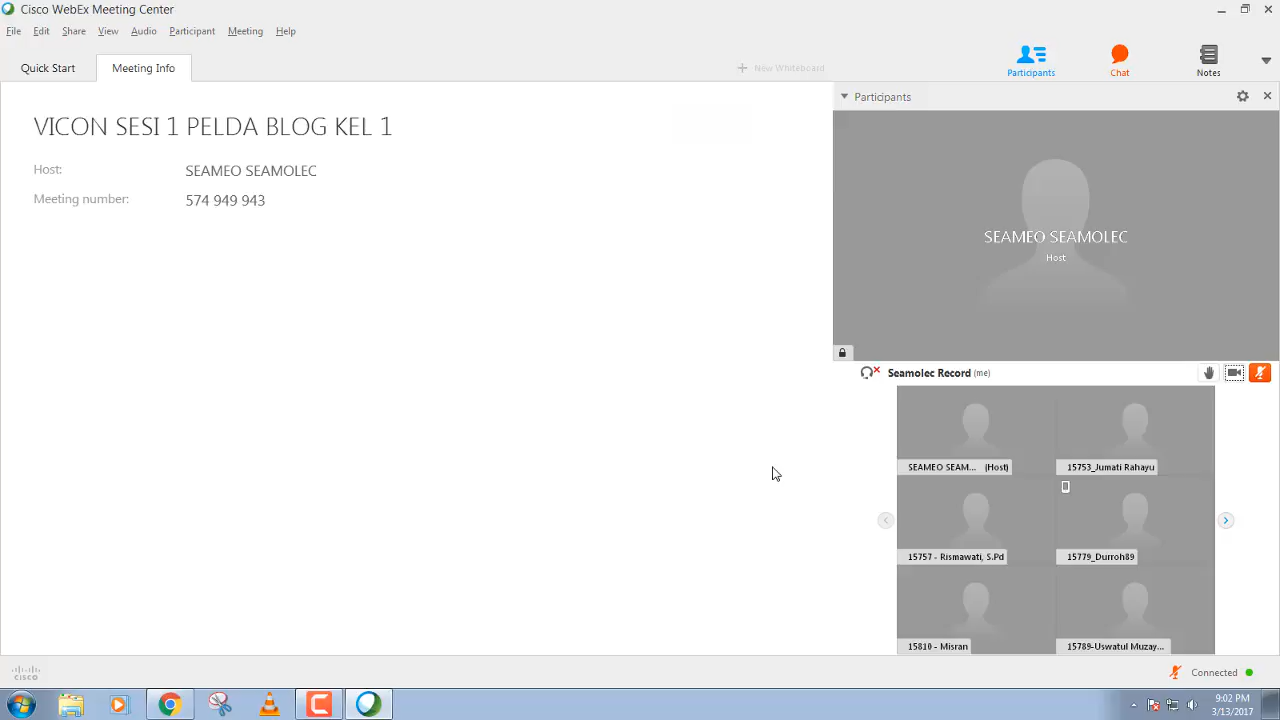 Cisco WebEx Meeting Center
File Edit Share View Audio Participant Meeting Help
Quick Start
Meeting Info
New Whiteboard
Participants
Chat
Notes
VICON SESI 1 PELDA BLOG KEL 1
Host: SEAMEO SEAMOLEC
Meeting number: 574 949 943
Participants
SEAMEO SEAMOLEC
Host
Seamolec Record (me)
SEAMEO SEAM... (Host)
15753_Jumati Rahayu
15757 - Rismawati, S.Pd
15779_Durroh89
15810 - Misran
15789-Uswatul Muzay...
cisco
Connected
9:02 PM
3/13/2017